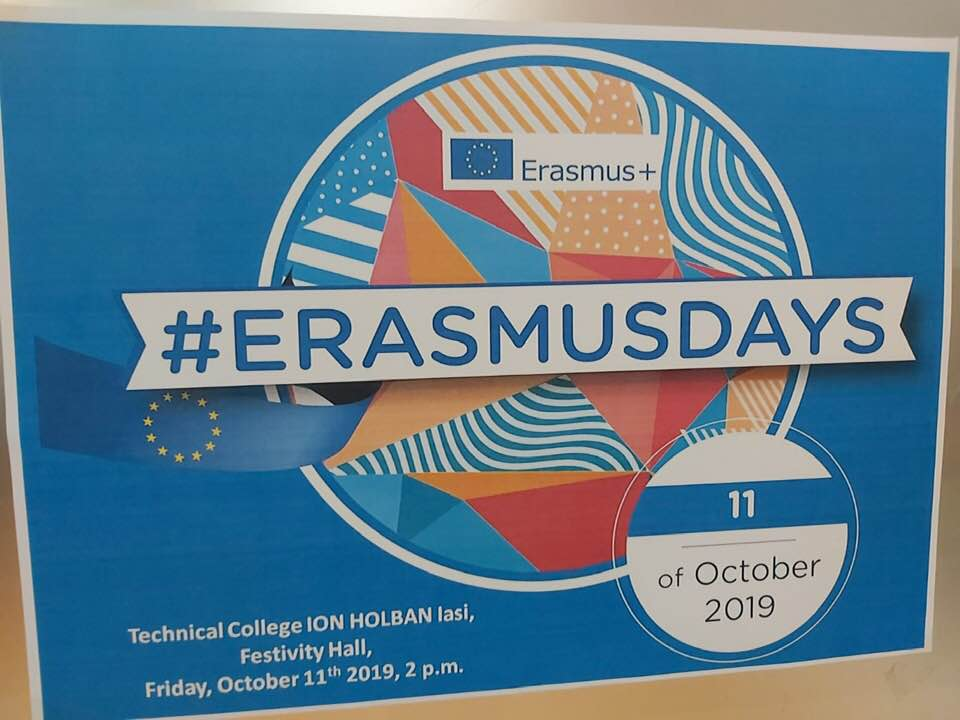 Erasmus+
#ERASMUSDAYS
11
of October
2019
Technical College ION HOLBAN Iasi,
Festivity Hall,
Friday, October 11th 2019, 2 p.m.